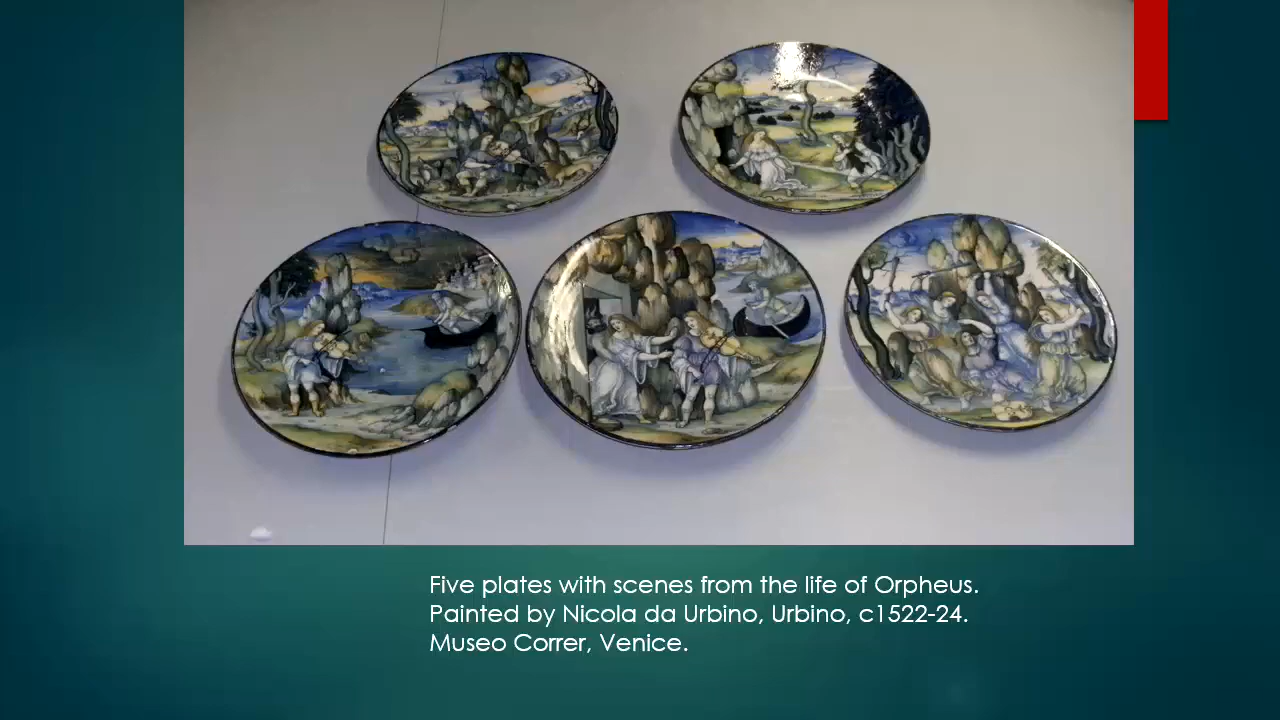 Five plates with scenes from the life of Orpheus.
Painted by Nicola da Urbino, Urbino, c1522-24.
Museo Correr, Venice.